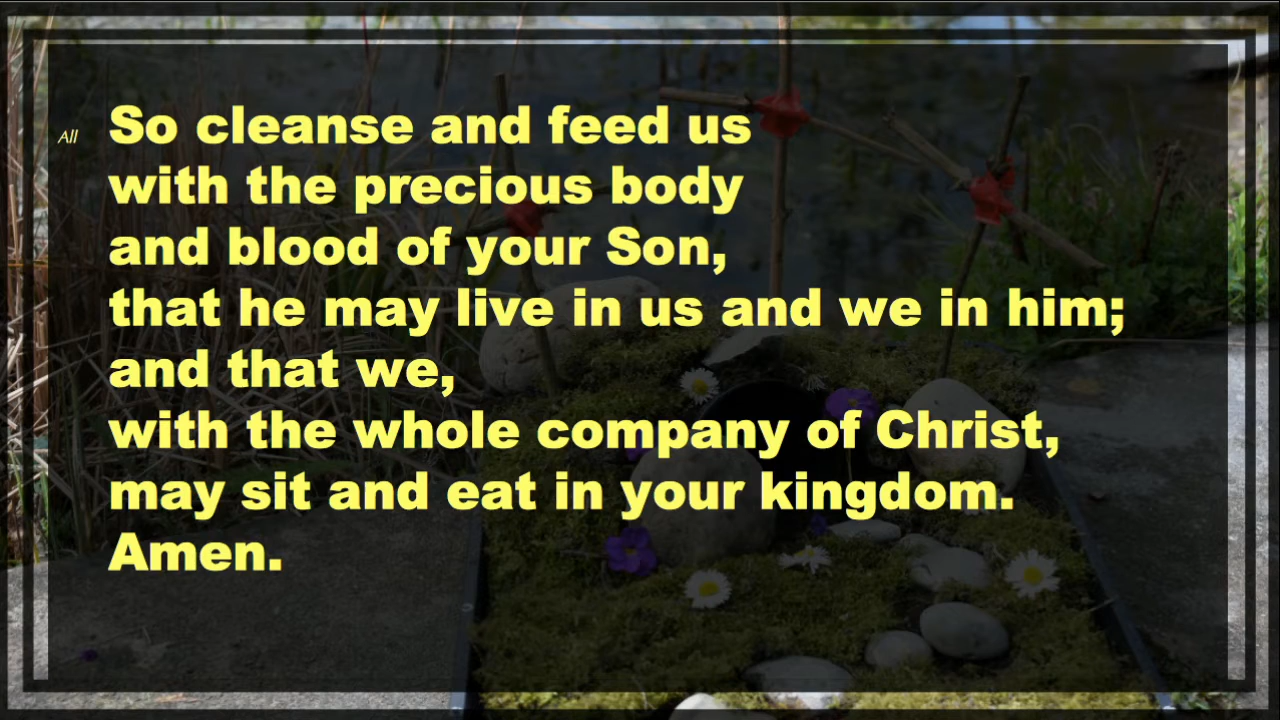 All So cleanse and feed us
with the precious body
and blood of your Son,
that he may live in us and we in him;
and that we,
with the whole company of Christ,
may sit and eat in your kingdom.
Amen.